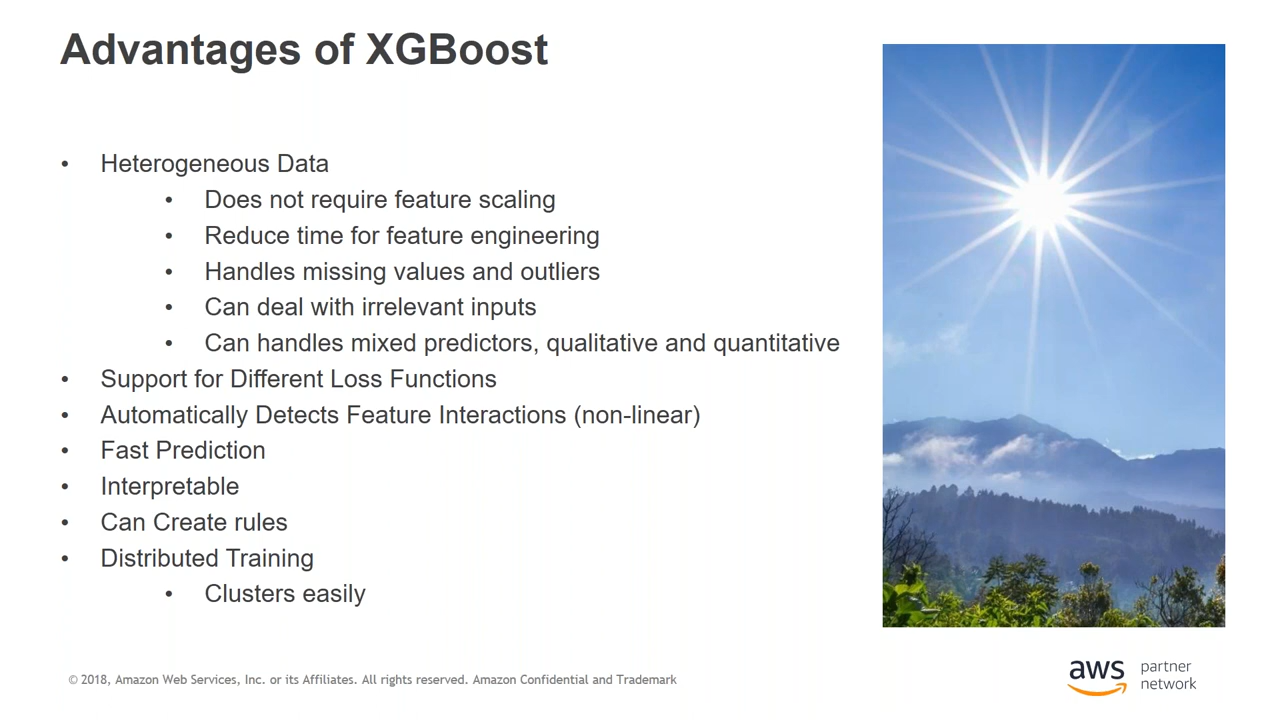 Advantages of XGBoost
• Heterogeneous Data
• Does not require feature scaling
• Reduce time for feature engineering
• Handles missing values and outliers
• Can deal with irrelevant inputs
• Can handles mixed predictors, qualitative and quantitative
• Support for Different Loss Functions
• Automatically Detects Feature Interactions (non-linear)
• Fast Prediction
• Interpretable
• Can Create rules
• Distributed Training
• Clusters easily
© 2018, Amazon Web Services, Inc. or its Affiliates. All rights reserved. Amazon Confidential and Trademark
aws
partner
network